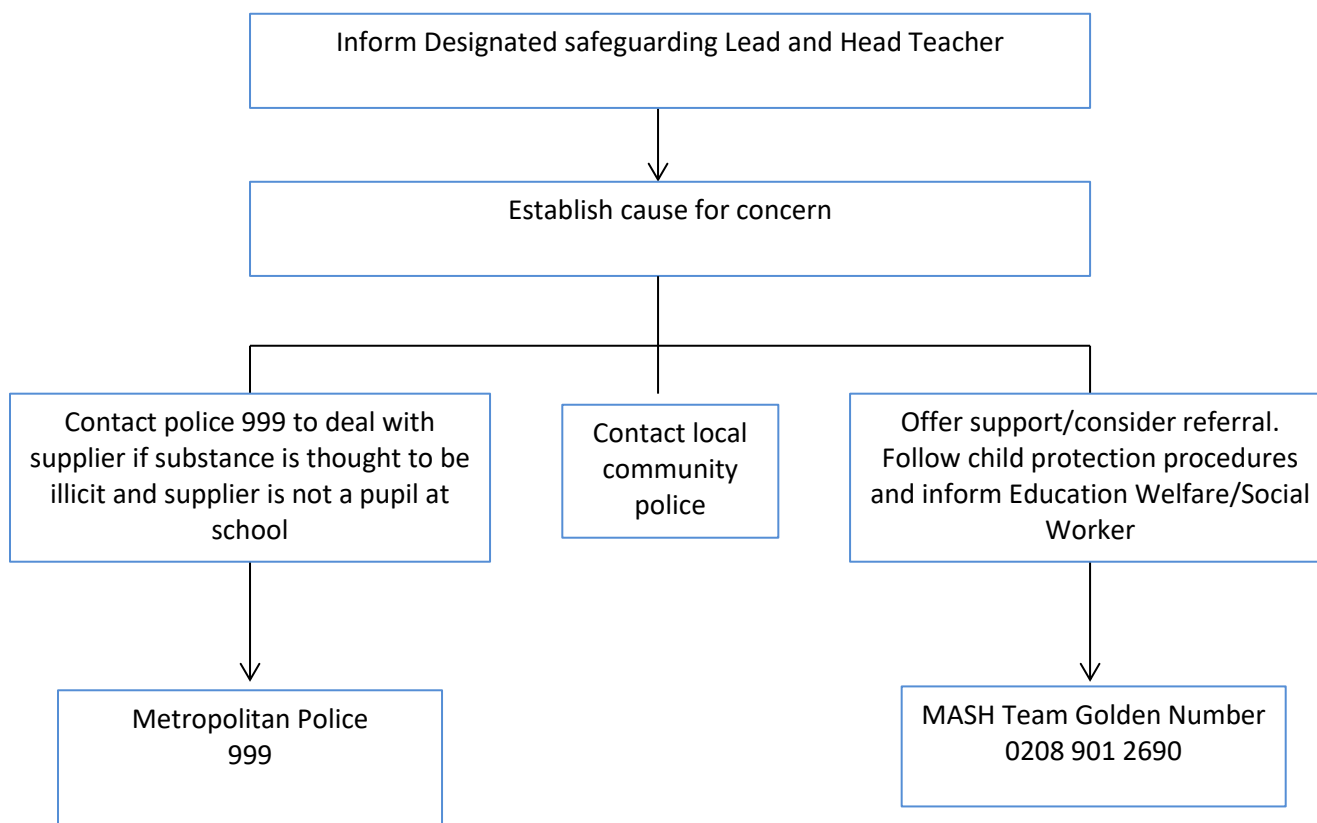 Inform Designated safeguarding Lead and Head Teacher
Establish cause for concern
Contact police 999 to deal with
supplier if substance is thought to be
illicit and supplier is not a pupil at
school
Contact local
community
police
Offer support/consider referral.
Follow child protection procedures
and inform Education Welfare/Social
Worker
Metropolitan Police
999
MASH Team Golden Number
0208 901 2690